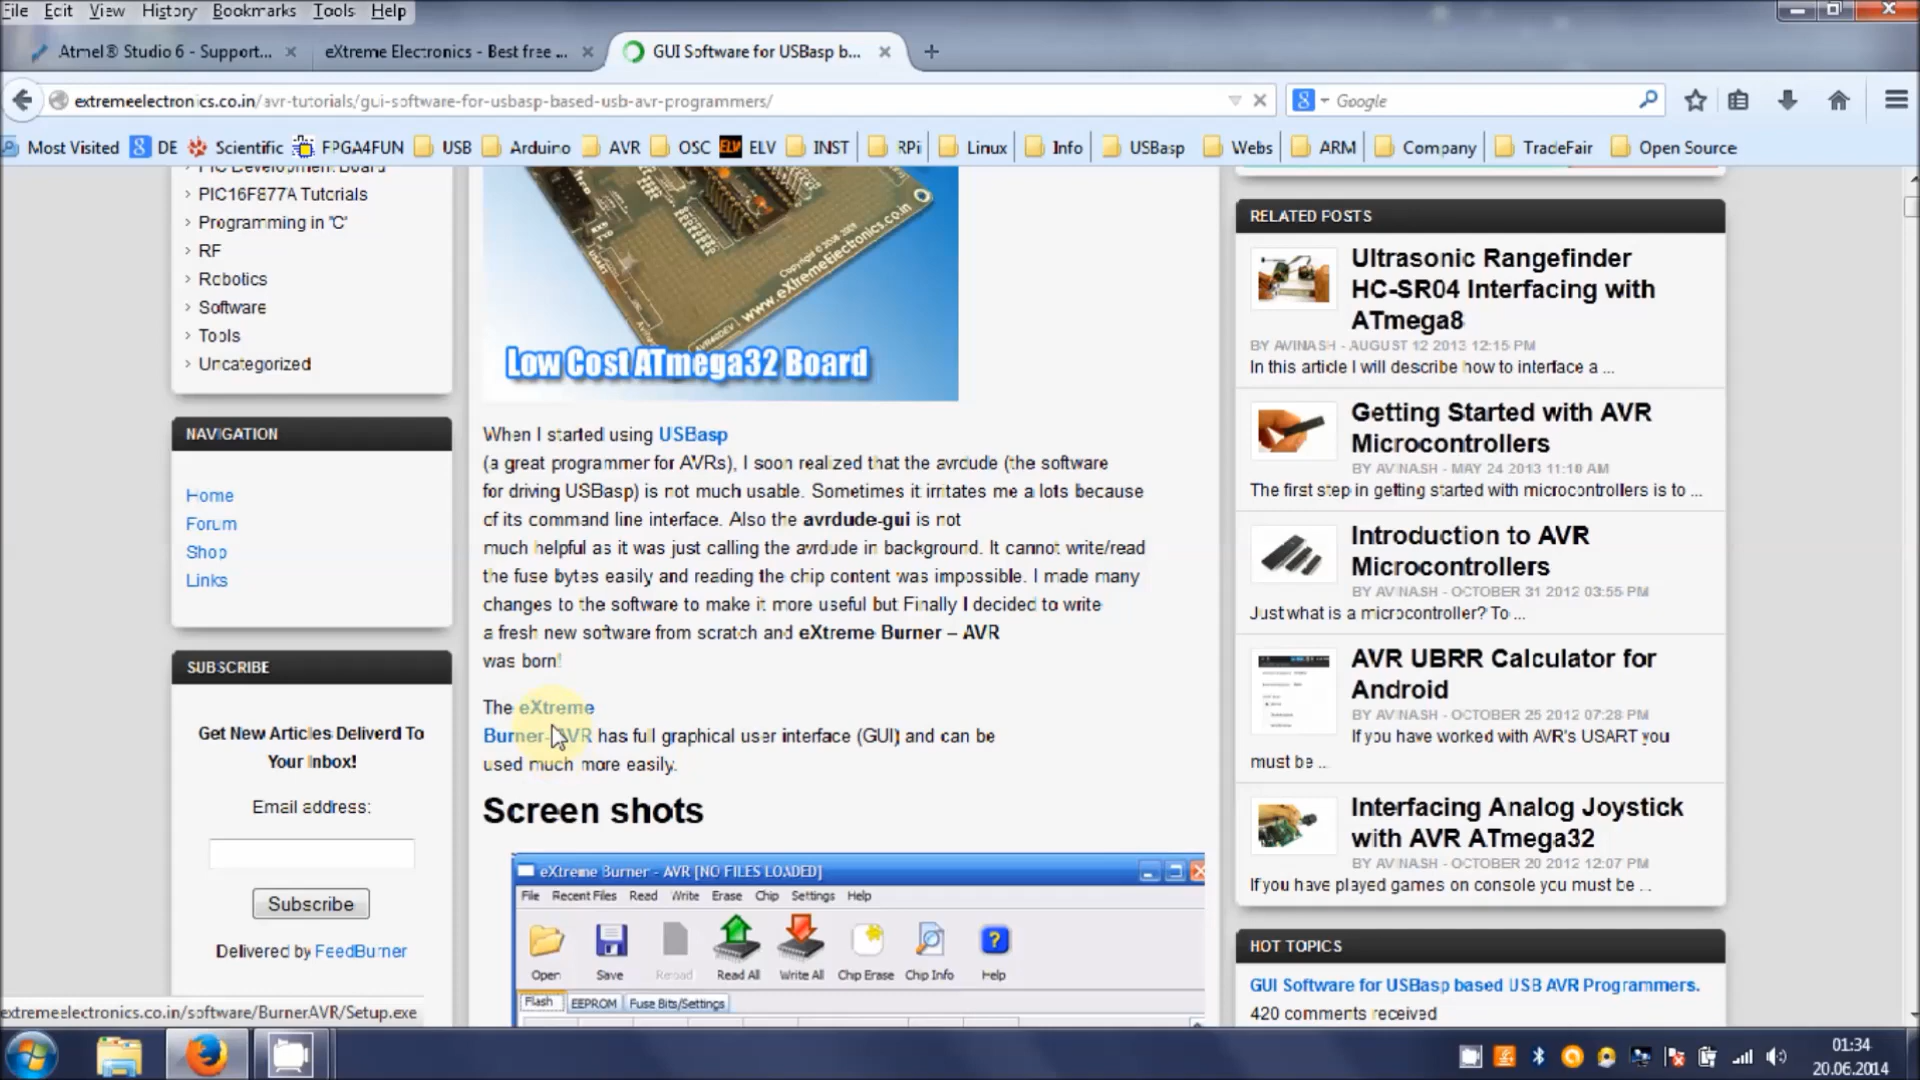 File Edit View History Bookmarks Tools Help
Atmel® Studio 6 - Support...
eXtreme Electronics - Best free ...
GUI Software for USBasp b...
extremeelectronics.co.in/avr-tutorials/gui-software-for-usbasp-based-usb-avr-programmers/
Google
Most Visited DE Scientific FPGA4FUN USB Arduino AVR OSC ELV INST RPi Linux Info USBasp Webs ARM Company TradeFair Open Source
PIC Development Board
PIC16F877A Tutorials
Programming in 'C'
RF
Robotics
Software
Tools
Uncategorized
NAVIGATION
Home
Forum
Shop
Links
SUBSCRIBE
Get New Articles Deliverd To
Your Inbox!
Email address:
Subscribe
Delivered by FeedBurner
www.eXtremeElectronics.co.in
Low Cost ATmega32 Board
When I started using USBasp
(a great programmer for AVRs), I soon realized that the avrdude (the software
for driving USBasp) is not much usable. Sometimes it irritates me a lots because
of its command line interface. Also the avrdude-gui is not
much helpful as it was just calling the avrdude in background. It cannot write/read
the fuse bytes easily and reading the chip content was impossible. I made many
changes to the software to make it more useful but Finally I decided to write
a fresh new software from scratch and eXtreme Burner – AVR
was born!
The eXtreme
Burner-AVR has full graphical user interface (GUI) and can be
used much more easily.
Screen shots
eXtreme Burner - AVR [NO FILES LOADED]
File Recent Files Read Write Erase Chip Settings Help
Open Save Reload Read All Write All Chip Erase Chip Info Help
Flash EEPROM Fuse Bits/Settings
RELATED POSTS
Ultrasonic Rangefinder
HC-SR04 Interfacing with
ATmega8
BY AVINASH - AUGUST 12 2013 12:15 PM
In this article I will describe how to interface a ...
Getting Started with AVR
Microcontrollers
BY AVINASH - MAY 24 2013 11:10 AM
The first step in getting started with microcontrollers is to ...
Introduction to AVR
Microcontrollers
BY AVINASH - OCTOBER 31 2012 03:55 PM
Just what is a microcontroller? To ...
AVR UBRR Calculator for
Android
BY AVINASH - OCTOBER 25 2012 07:28 PM
If you have worked with AVR's USART you
must be ...
Interfacing Analog Joystick
with AVR ATmega32
BY AVINASH - OCTOBER 20 2012 12:07 PM
If you have played games on console you must be ...
HOT TOPICS
GUI Software for USBasp based USB AVR Programmers.
420 comments received
extremeelectronics.co.in/software/BurnerAVR/Setup.exe
01:34
20.06.2014